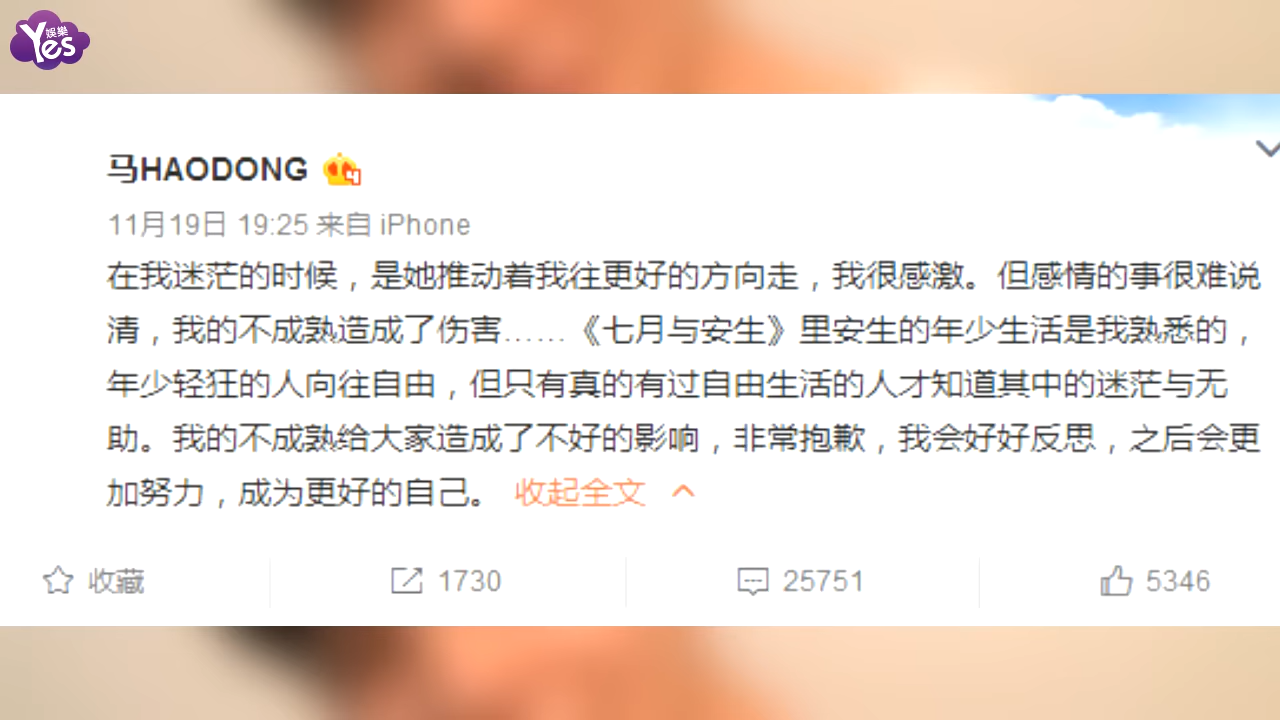 娛樂
Yes
马HAODONG
11月19日 19:25 来自 iPhone
在我迷茫的时候，是她推动着我往更好的方向走，我很感激。但感情的事很难说
清，我的不成熟造成了伤害……《七月与安生》里安生的年少生活是我熟悉的，
年少轻狂的人向往自由，但只有真的有过自由生活的人才知道其中的迷茫与无
助。我的不成熟给大家造成了不好的影响，非常抱歉，我会好好反思，之后会更
加努力，成为更好的自己。 收起全文
收藏 1730 25751 5346